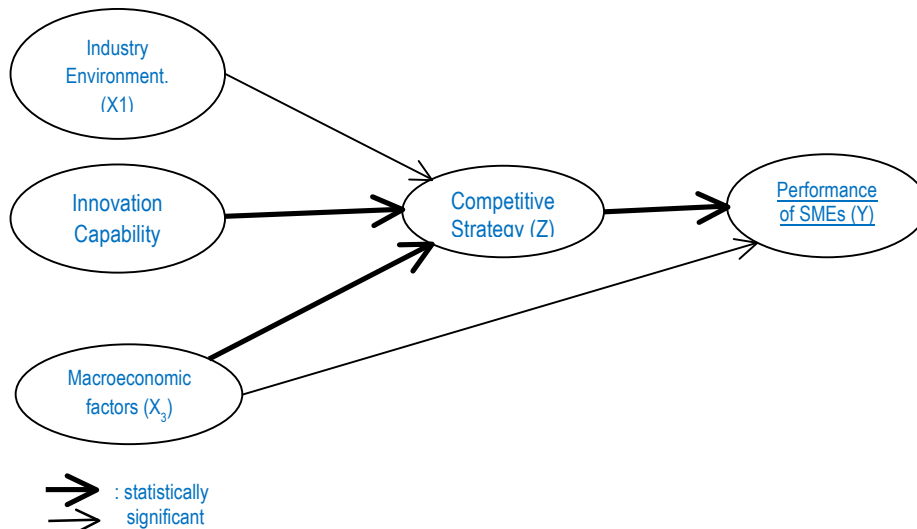 Industry
Environment.
(X1)
Innovation
Capability
Competitive
Strategy (Z)
Performance
of SMEs (Y)
Macroeconomic
factors (X₃)
: statistically
significant